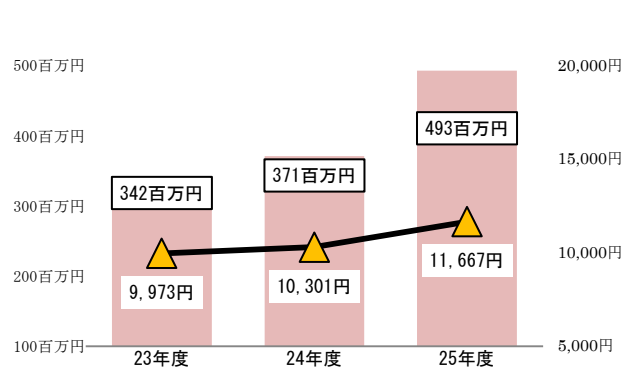 500百万円
20,000円
400百万円
493百万円
15,000円
371百万円
342百万円
300百万円
11,667円
10,000円
200百万円
9,973円
10,301円
100百万円
5,000円
23年度
24年度
25年度